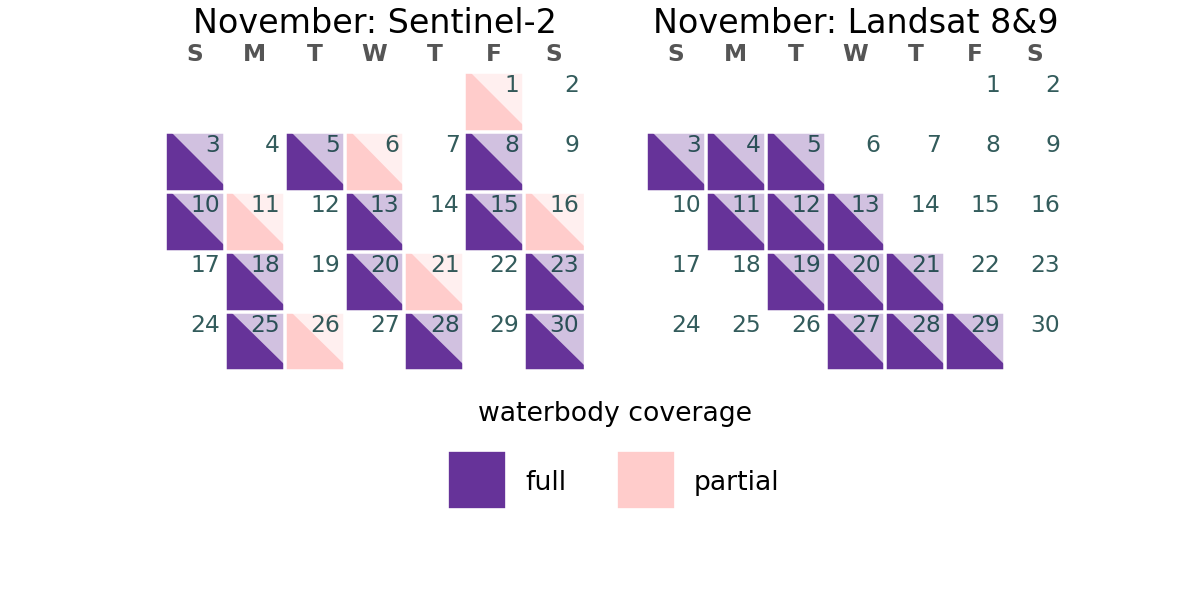 November: Sentinel-2
S M T W T F S
1 2
3 4 5 6 7 8 9
10 11 12 13 14 15 16
17 18 19 20 21 22 23
24 25 26 27 28 29 30
November: Landsat 8&9
S M T W T F S
1 2
3 4 5 6 7 8 9
10 11 12 13 14 15 16
17 18 19 20 21 22 23
24 25 26 27 28 29 30
waterbody coverage
full partial